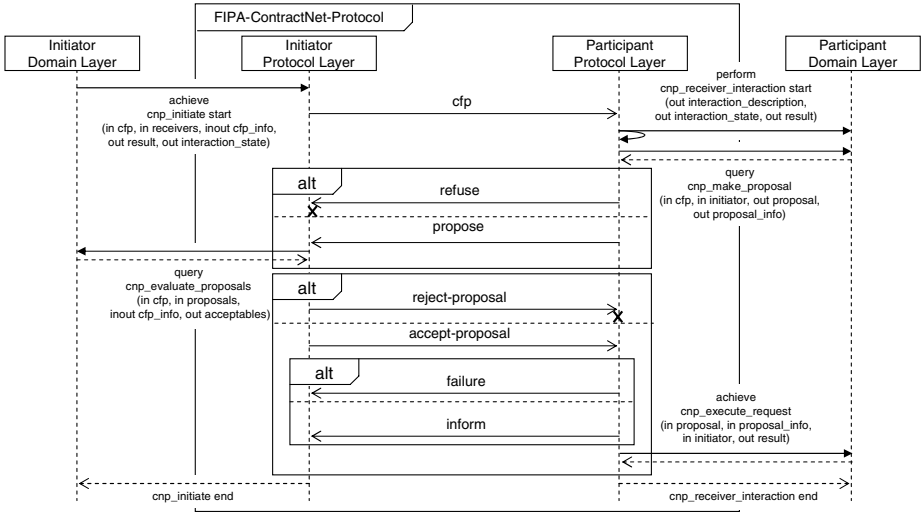 FIPA-ContractNet-Protocol
Initiator
Domain Layer
Initiator
Protocol Layer
Participant
Protocol Layer
Participant
Domain Layer
achieve
cnp_initiate start
(in cfp, in receivers, inout cfp_info,
out result, out interaction_state)
cfp
perform
cnp_receiver_interaction start
(out interaction_description,
out interaction_state, out result)
alt
refuse
X
propose
query
cnp_make_proposal
(in cfp, in initiator, out proposal,
out proposal_info)
query
cnp_evaluate_proposals
(in cfp, in proposals,
inout cfp_info, out acceptables)
alt
reject-proposal
X
accept-proposal
alt
failure
inform
achieve
cnp_execute_request
(in proposal, in proposal_info,
in initiator, out result)
cnp_initiate end
cnp_receiver_interaction end